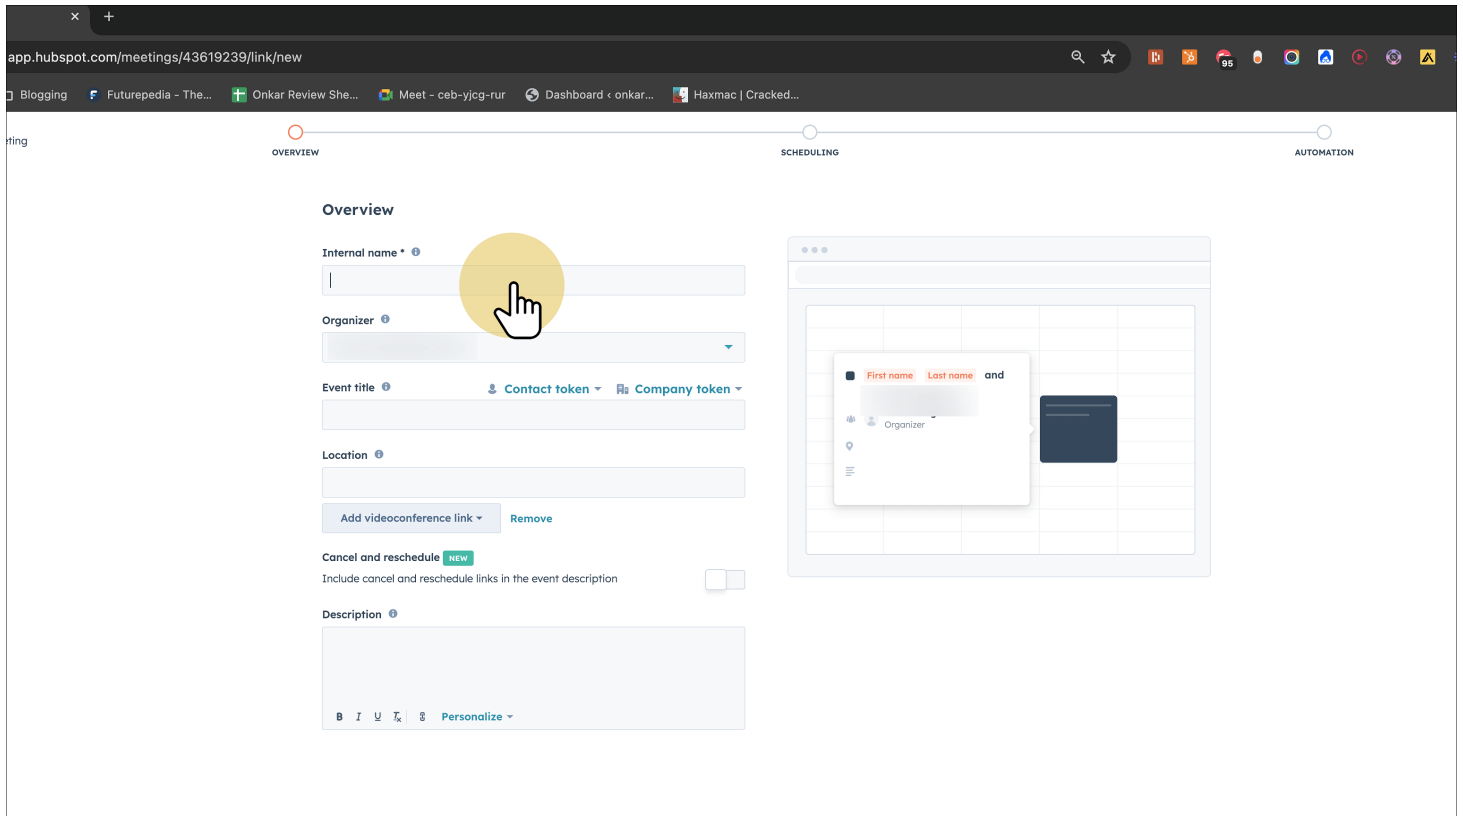 app.hubspot.com/meetings/43619239/link/new
95
Blogging
Futurepedia - The...
Onkar Review She...
Meet - ceb-yjcg-rur
Dashboard ‹ onkar...
Haxmac | Cracked...
eting
OVERVIEW
SCHEDULING
AUTOMATION
Overview
Internal name *
Organizer
Event title
Contact token
Company token
Location
Add videoconference link
Remove
Cancel and reschedule NEW
Include cancel and reschedule links in the event description
Description
B I U Tx
Personalize
First name Last name and
Organizer